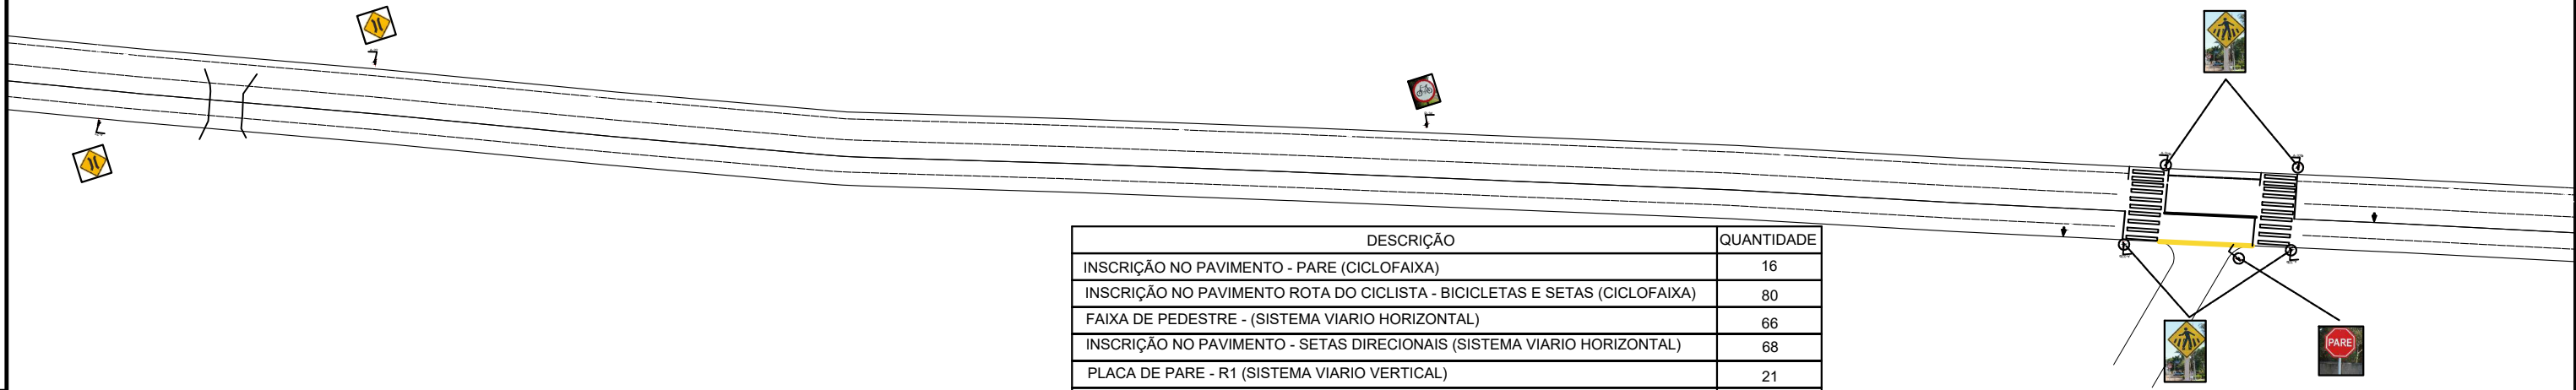 DESCRIÇÃO QUANTIDADE
INSCRIÇÃO NO PAVIMENTO - PARE (CICLOFAIXA) 16
INSCRIÇÃO NO PAVIMENTO ROTA DO CICLISTA - BICICLETAS E SETAS (CICLOFAIXA) 80
FAIXA DE PEDESTRE - (SISTEMA VIARIO HORIZONTAL) 66
INSCRIÇÃO NO PAVIMENTO - SETAS DIRECIONAIS (SISTEMA VIARIO HORIZONTAL) 68
PLACA DE PARE - R1 (SISTEMA VIARIO VERTICAL) 21
PARE